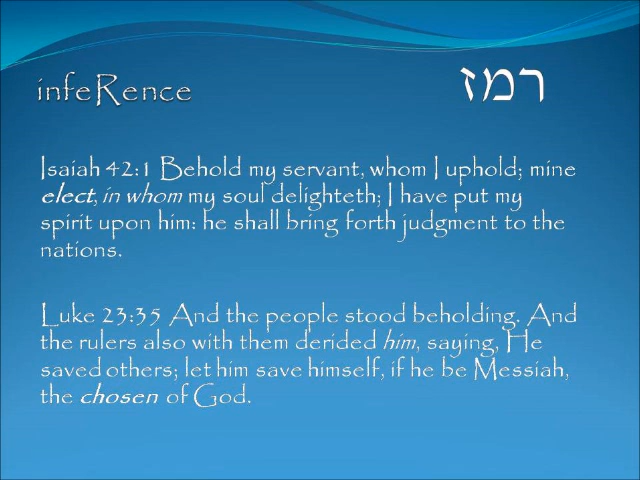 infeRence
רמז
Isaiah 42:1 Behold my servant, whom I uphold; mine
elect, in whom my soul delighteth; I have put my
spirit upon him: he shall bring forth judgment to the
nations.
Luke 23:35 And the people stood beholding. And
the rulers also with them derided him, saying, He
saved others; let him save himself, if he be Messiah,
the chosen of God.